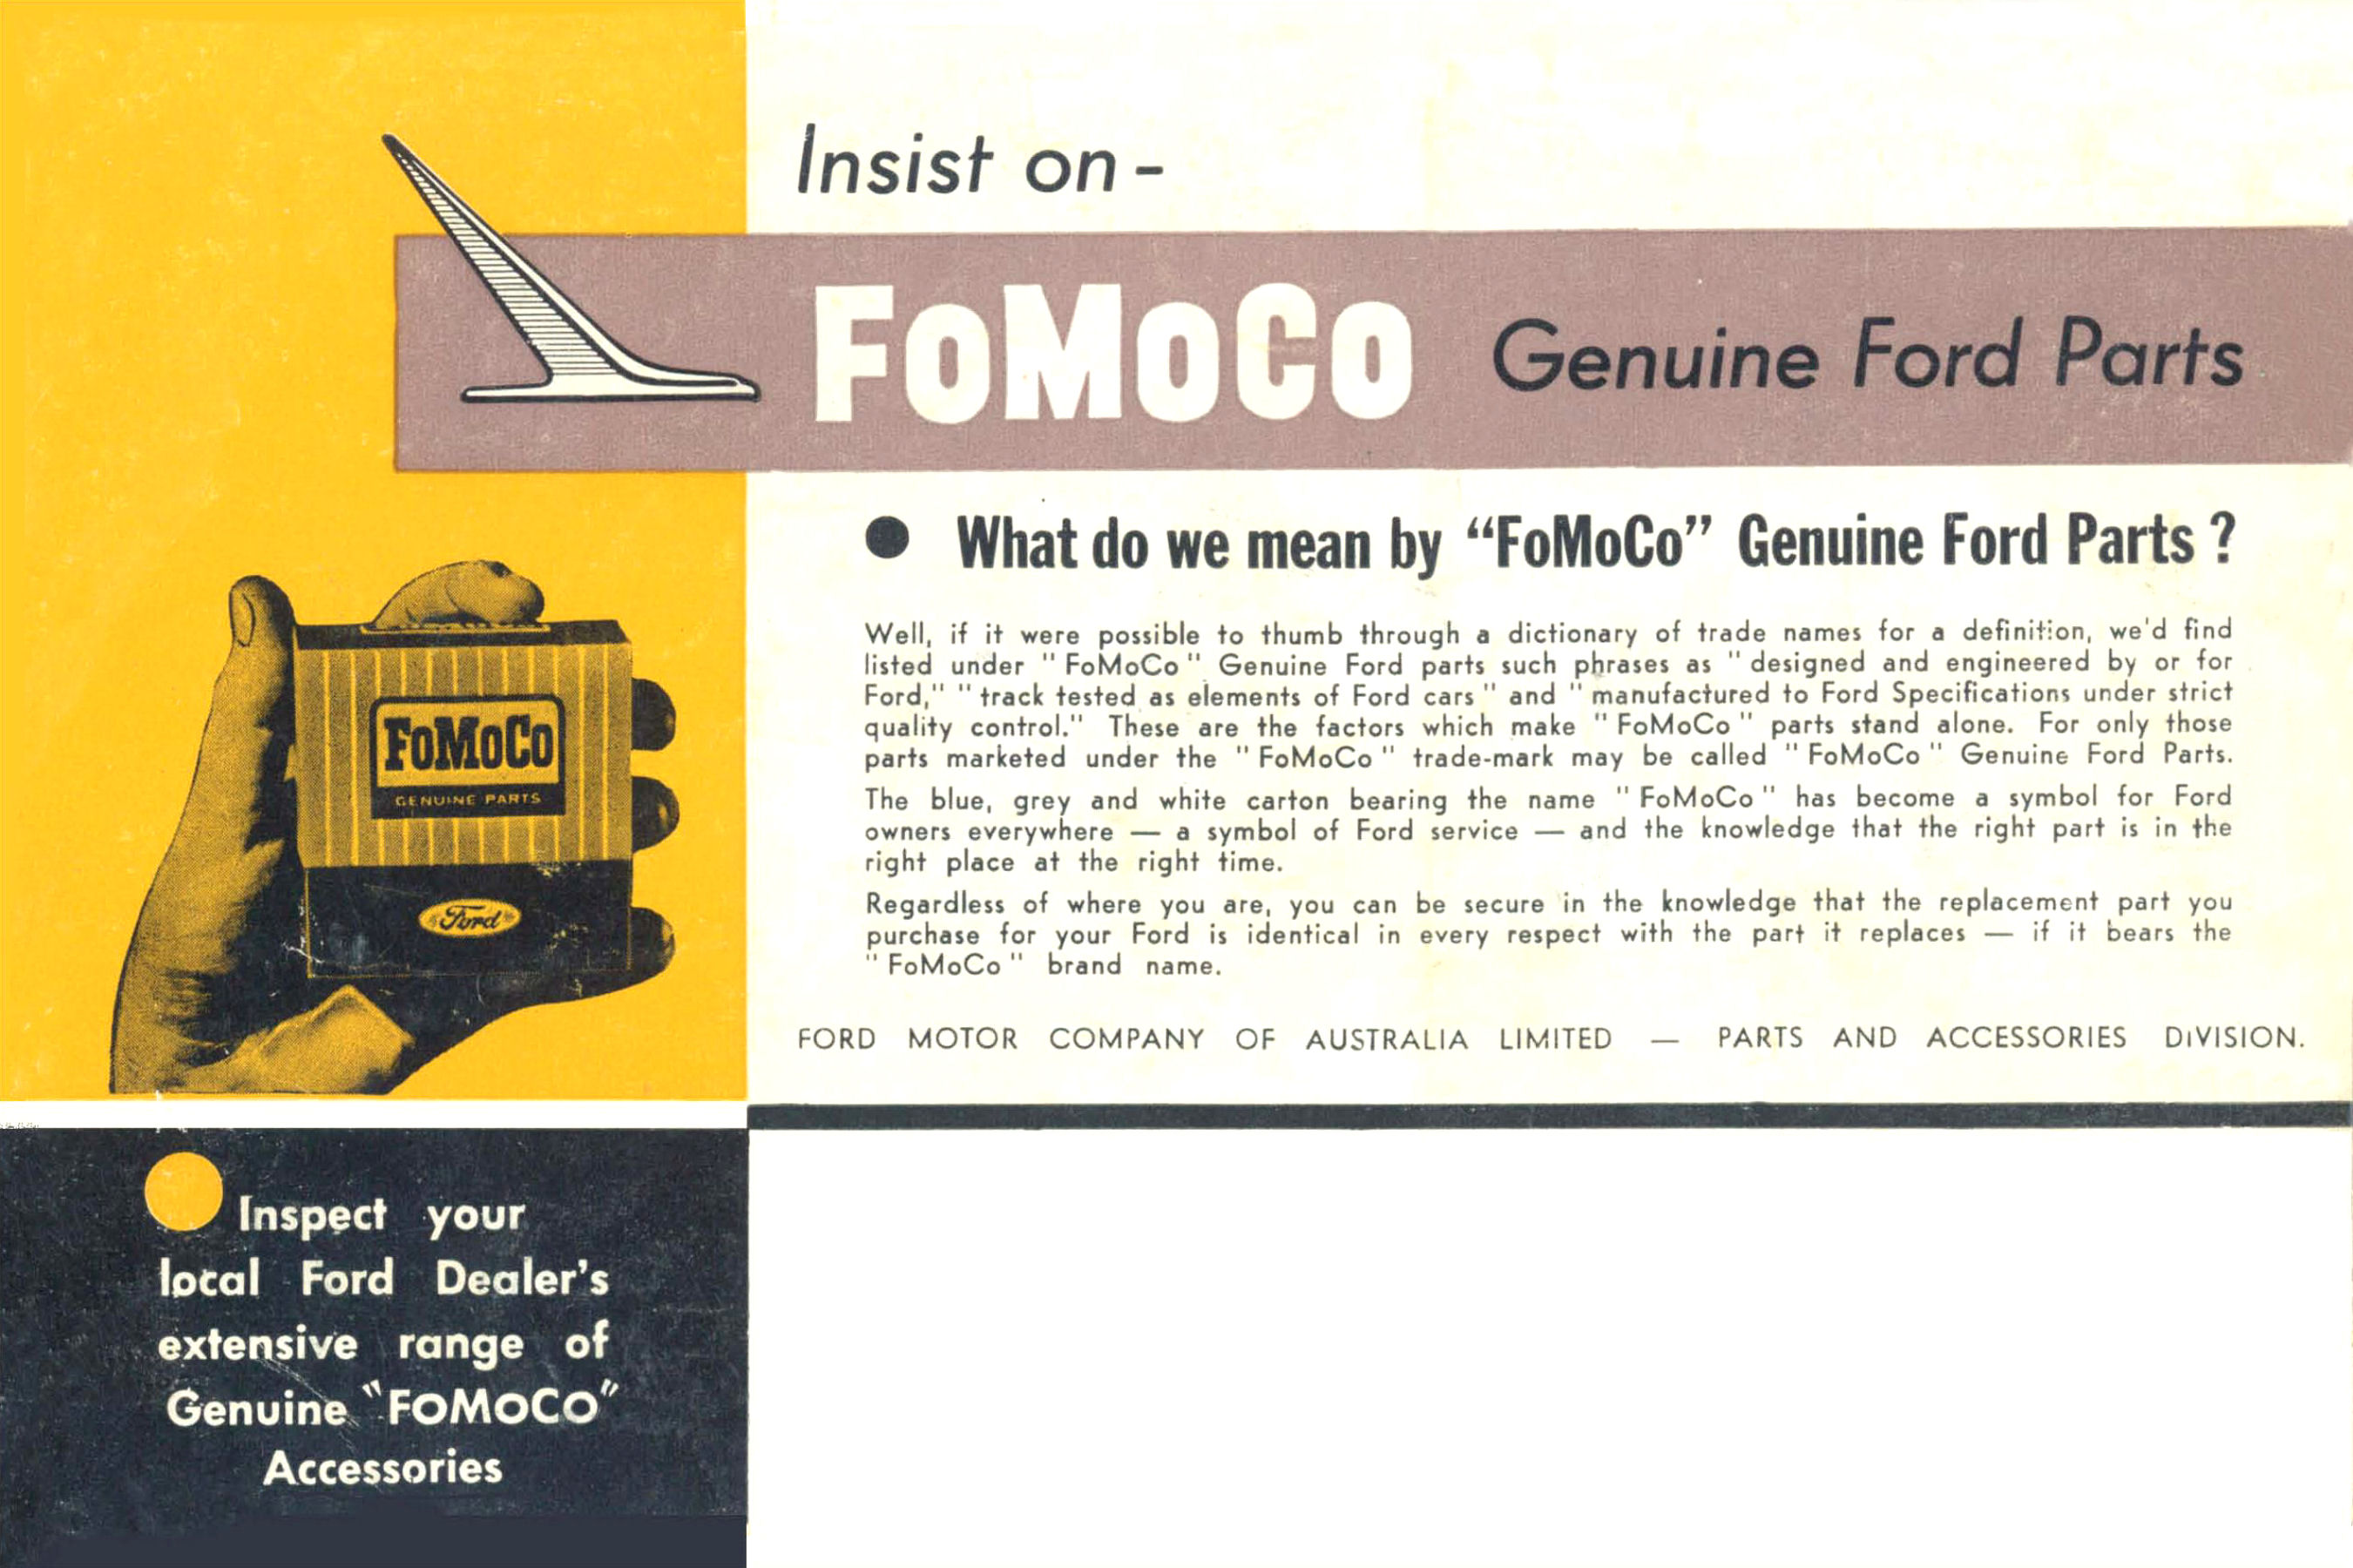 Insist on -
FoMoCo Genuine Ford Parts
● What do we mean by “FoMoCo” Genuine Ford Parts ?
Well, if it were possible to thumb through a dictionary of trade names for a definition, we'd find
listed under "FoMoCo" Genuine Ford parts such phrases as "designed and engineered by or for
Ford," "track tested as elements of Ford cars" and "manufactured to Ford Specifications under strict
quality control." These are the factors which make "FoMoCo" parts stand alone. For only those
parts marketed under the "FoMoCo" trade-mark may be called "FoMoCo" Genuine Ford Parts.
The blue, grey and white carton bearing the name "FoMoCo" has become a symbol for Ford
owners everywhere — a symbol of Ford service — and the knowledge that the right part is in the
right place at the right time.
Regardless of where you are, you can be secure in the knowledge that the replacement part you
purchase for your Ford is identical in every respect with the part it replaces — if it bears the
"FoMoCo" brand name.
FORD MOTOR COMPANY OF AUSTRALIA LIMITED — PARTS AND ACCESSORIES DIVISION.
FoMoCo
GENUINE PARTS
Ford
Inspect your
local Ford Dealer's
extensive range of
Genuine "FOMOCO"
Accessories